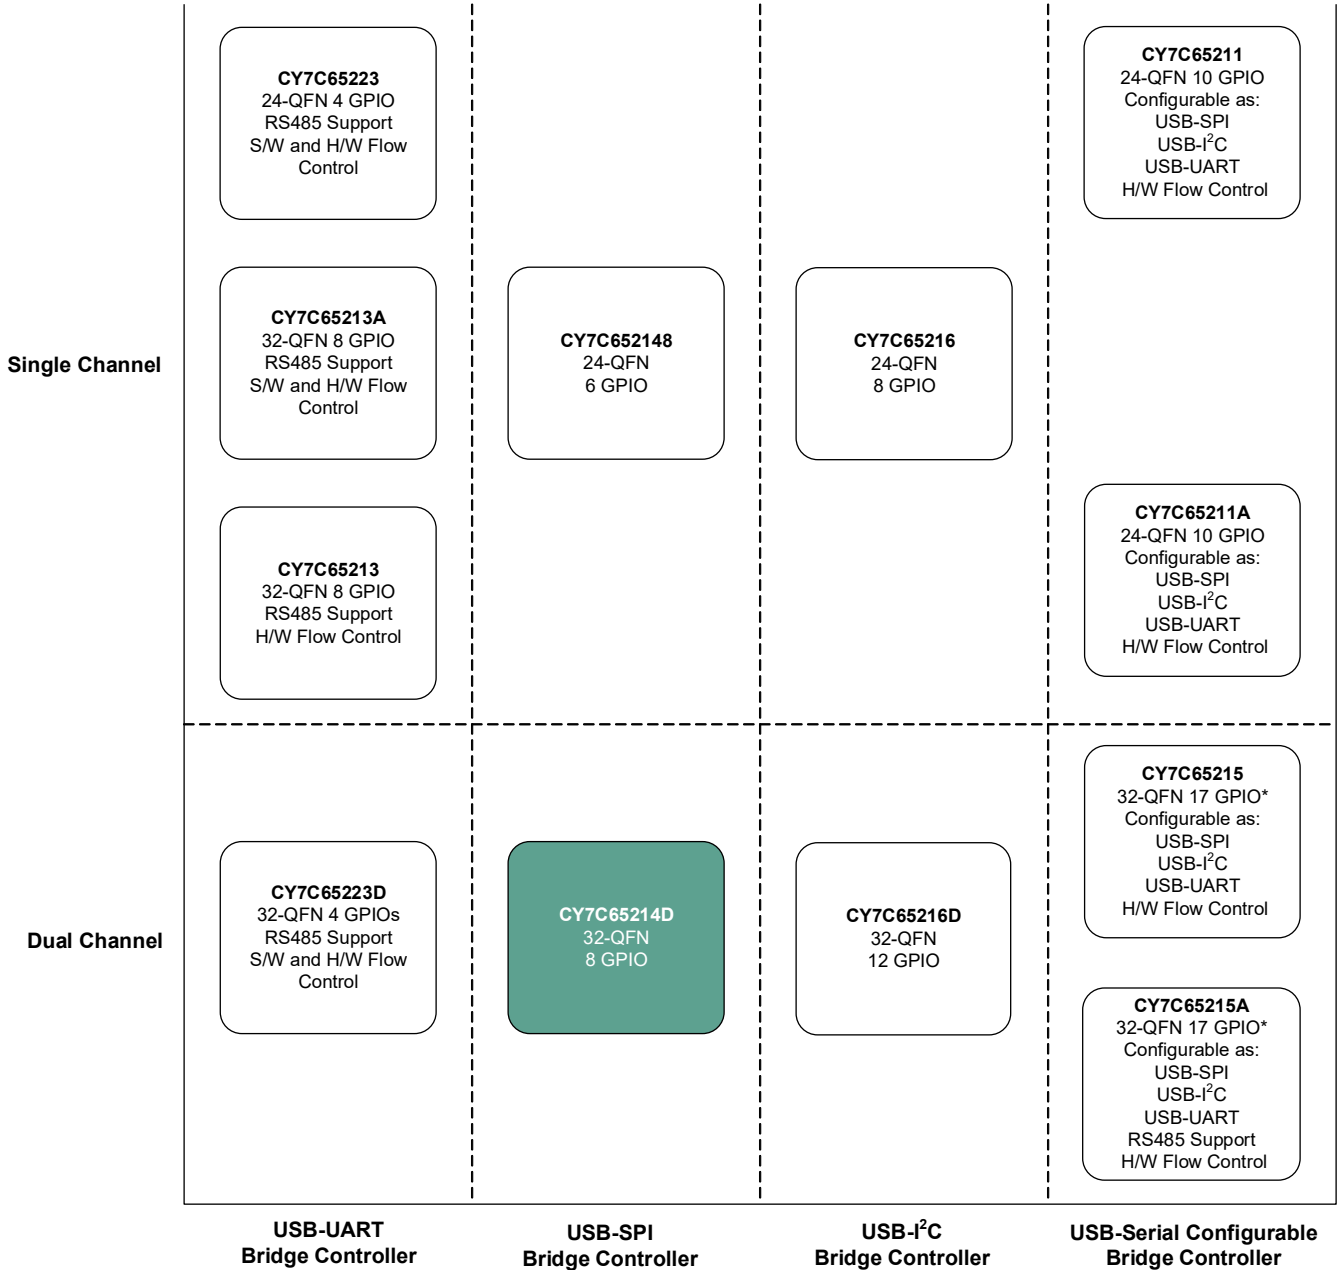 CY7C65223
24-QFN 4 GPIO
RS485 Support
S/W and H/W Flow
Control
CY7C65211
24-QFN 10 GPIO
Configurable as:
USB-SPI
USB-I²C
USB-UART
H/W Flow Control
Single Channel
CY7C65213A
32-QFN 8 GPIO
RS485 Support
S/W and H/W Flow
Control
CY7C652148
24-QFN
6 GPIO
CY7C65216
24-QFN
8 GPIO
CY7C65213
32-QFN 8 GPIO
RS485 Support
H/W Flow Control
CY7C65211A
24-QFN 10 GPIO
Configurable as:
USB-SPI
USB-I²C
USB-UART
H/W Flow Control
Dual Channel
CY7C65223D
32-QFN 4 GPIOs
RS485 Support
S/W and H/W Flow
Control
CY7C65214D
32-QFN
8 GPIO
CY7C65216D
32-QFN
12 GPIO
CY7C65215
32-QFN 17 GPIO*
Configurable as:
USB-SPI
USB-I²C
USB-UART
H/W Flow Control
CY7C65215A
32-QFN 17 GPIO*
Configurable as:
USB-SPI
USB-I²C
USB-UART
RS485 Support
H/W Flow Control
USB-UART
Bridge Controller
USB-SPI
Bridge Controller
USB-I²C
Bridge Controller
USB-Serial Configurable
Bridge Controller